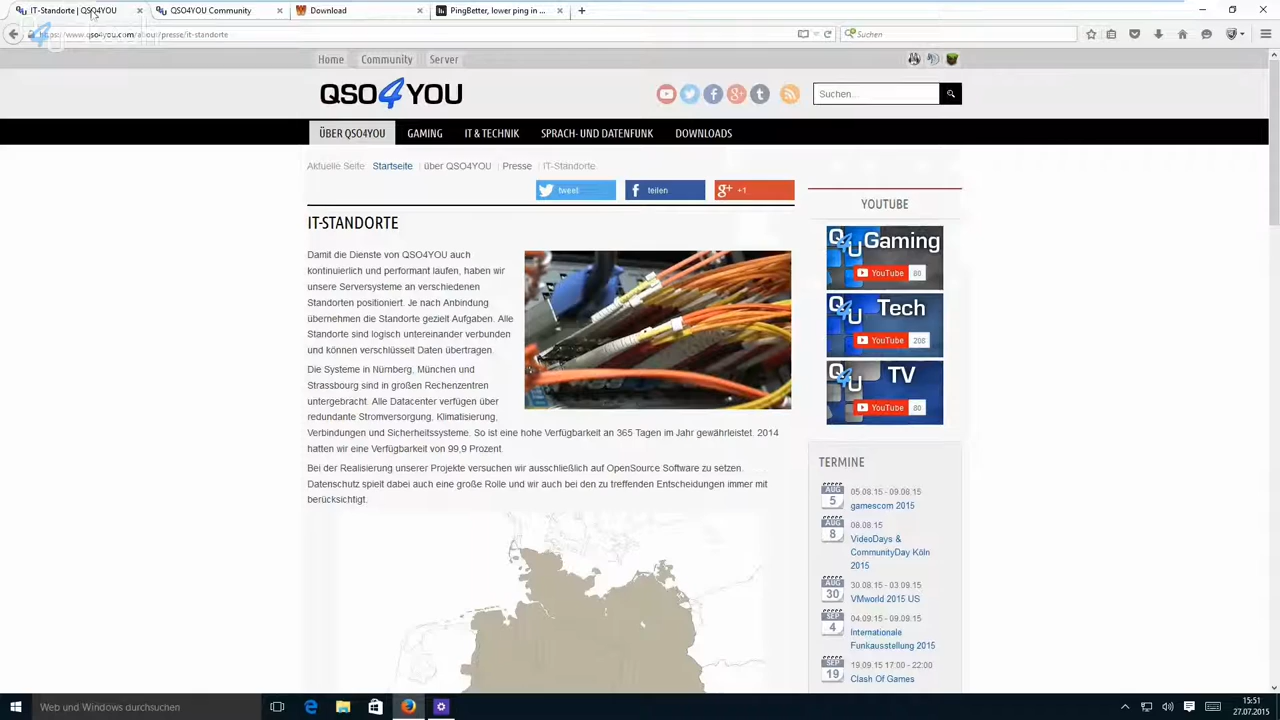 IT-Standorte | QSO4YOU
QSO4YOU Community
Download
PingBetter, lower ping in ...
https://www.qso4you.com/about/presse/it-standorte
Suchen
Home
Community
Server
QSO4YOU
Suchen...
ÜBER QSO4YOU
GAMING
IT & TECHNIK
SPRACH- UND DATENFUNK
DOWNLOADS
Aktuelle Seite Startseite über QSO4YOU Presse IT-Standorte
tweet
teilen
+1
IT-STANDORTE
Damit die Dienste von QSO4YOU auch
kontinuierlich und performant laufen, haben wir
unsere Serversysteme an verschiedenen
Standorten positioniert. Je nach Anbindung
übernehmen die Standorte gezielt Aufgaben. Alle
Standorte sind logisch untereinander verbunden
und können verschlüsselt Daten übertragen.
Die Systeme in Nürnberg, München und
Strassbourg sind in großen Rechenzentren
untergebracht. Alle Datacenter verfügen über
redundante Stromversorgung, Klimatisierung,
Verbindungen und Sicherheitssysteme. So ist eine hohe Verfügbarkeit an 365 Tagen im Jahr gewährleistet. 2014
hatten wir eine Verfügbarkeit von 99,9 Prozent.
Bei der Realisierung unserer Projekte versuchen wir ausschließlich auf OpenSource Software zu setzen.
Datenschutz spielt dabei auch eine große Rolle und wir auch bei den zu treffenden Entscheidungen immer mit
berücksichtigt.
YOUTUBE
Q4U Gaming
YouTube 80
Q4U Tech
YouTube 208
Q4U TV
YouTube 80
TERMINE
AUG
5
05.08.15 - 09.08.15
gamescom 2015
AUG
8
08.08.15
VideoDays &
CommunityDay Köln
2015
AUG
30
30.08.15 - 03.09.15
VMworld 2015 US
SEP
4
04.09.15 - 09.09.15
Internationale
Funkausstellung 2015
SEP
19
19.09.15 17:00 - 22:00
Clash Of Games
Web und Windows durchsuchen
15:51
27.07.2015